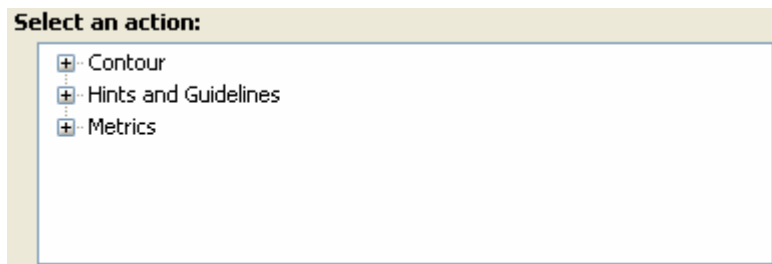 Select an action:
Contour
Hints and Guidelines
Metrics